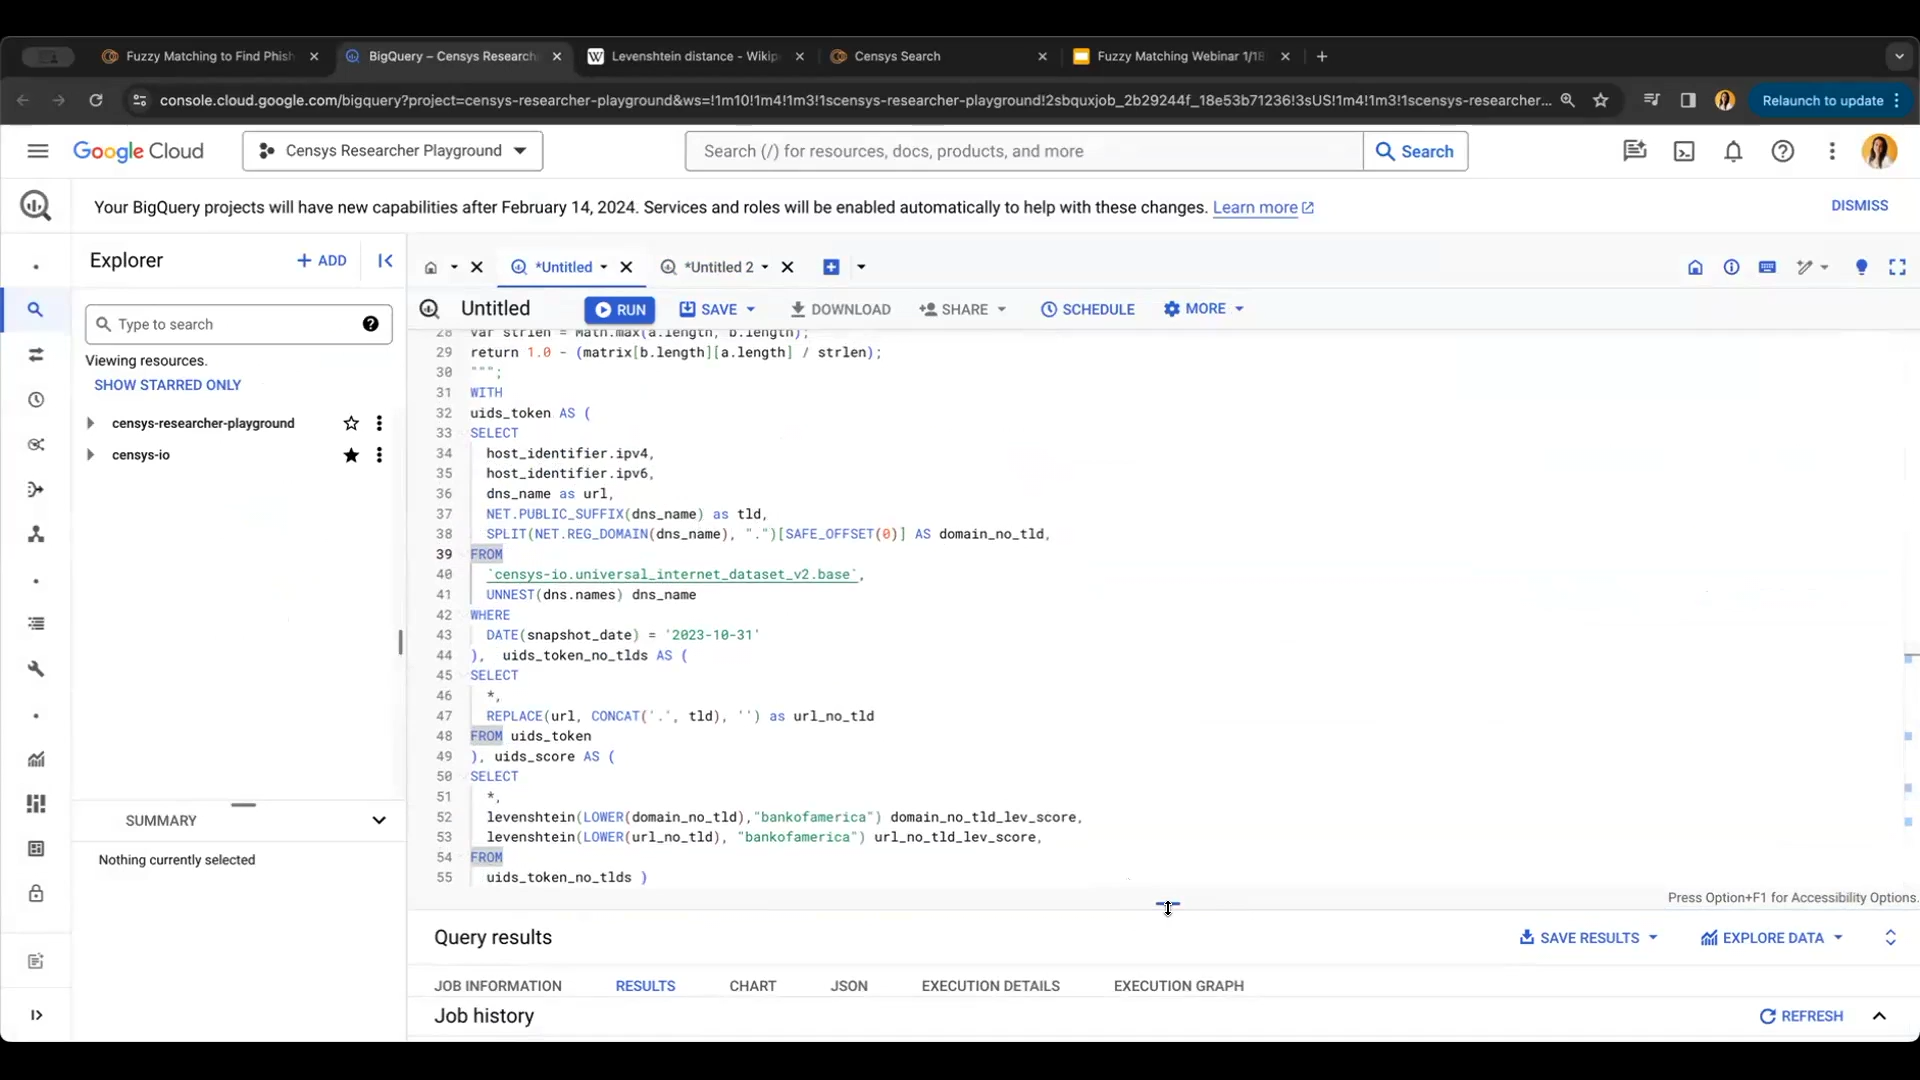 Fuzzy Matching to Find Phish
BigQuery – Censys Research
Levenshtein distance - Wikip
Censys Search
Fuzzy Matching Webinar 1/18
console.cloud.google.com/bigquery?project=censys-researcher-playground&ws=!1m10!1m4!1m3!1scensys-researcher-playground!2sbquxjob_2b29244f_18e53b71236!3sUS!1m4!1m3!1scensys-researcher...
Relaunch to update
Google Cloud
Censys Researcher Playground
Search (/) for resources, docs, products, and more
Search
Your BigQuery projects will have new capabilities after February 14, 2024. Services and roles will be enabled automatically to help with these changes. Learn more
DISMISS
Explorer
+ ADD
*Untitled
*Untitled 2
Untitled
RUN
SAVE
DOWNLOAD
SHARE
SCHEDULE
MORE
Type to search
Viewing resources.
SHOW STARRED ONLY
censys-researcher-playground
censys-io
SUMMARY
Nothing currently selected
28 var strlen = Math.max(a.length, b.length);
29 return 1.0 - (matrix[b.length][a.length] / strlen);
30 """;
31 WITH
32 uids_token AS (
33 SELECT
34 host_identifier.ipv4,
35 host_identifier.ipv6,
36 dns_name as url,
37 NET.PUBLIC_SUFFIX(dns_name) as tld,
38 SPLIT(NET.REG_DOMAIN(dns_name), ".")[SAFE_OFFSET(0)] AS domain_no_tld,
39 FROM
40 `censys-io.universal_internet_dataset_v2.base`,
41 UNNEST(dns.names) dns_name
42 WHERE
43 DATE(snapshot_date) = '2023-10-31'
44 ), uids_token_no_tlds AS (
45 SELECT
46 *,
47 REPLACE(url, CONCAT('.', tld), '') as url_no_tld
48 FROM uids_token
49 ), uids_score AS (
50 SELECT
51 *,
52 levenshtein(LOWER(domain_no_tld),"bankofamerica") domain_no_tld_lev_score,
53 levenshtein(LOWER(url_no_tld), "bankofamerica") url_no_tld_lev_score,
54 FROM
55 uids_token_no_tlds )
Press Option+F1 for Accessibility Options.
Query results
SAVE RESULTS
EXPLORE DATA
JOB INFORMATION
RESULTS
CHART
JSON
EXECUTION DETAILS
EXECUTION GRAPH
Job history
REFRESH